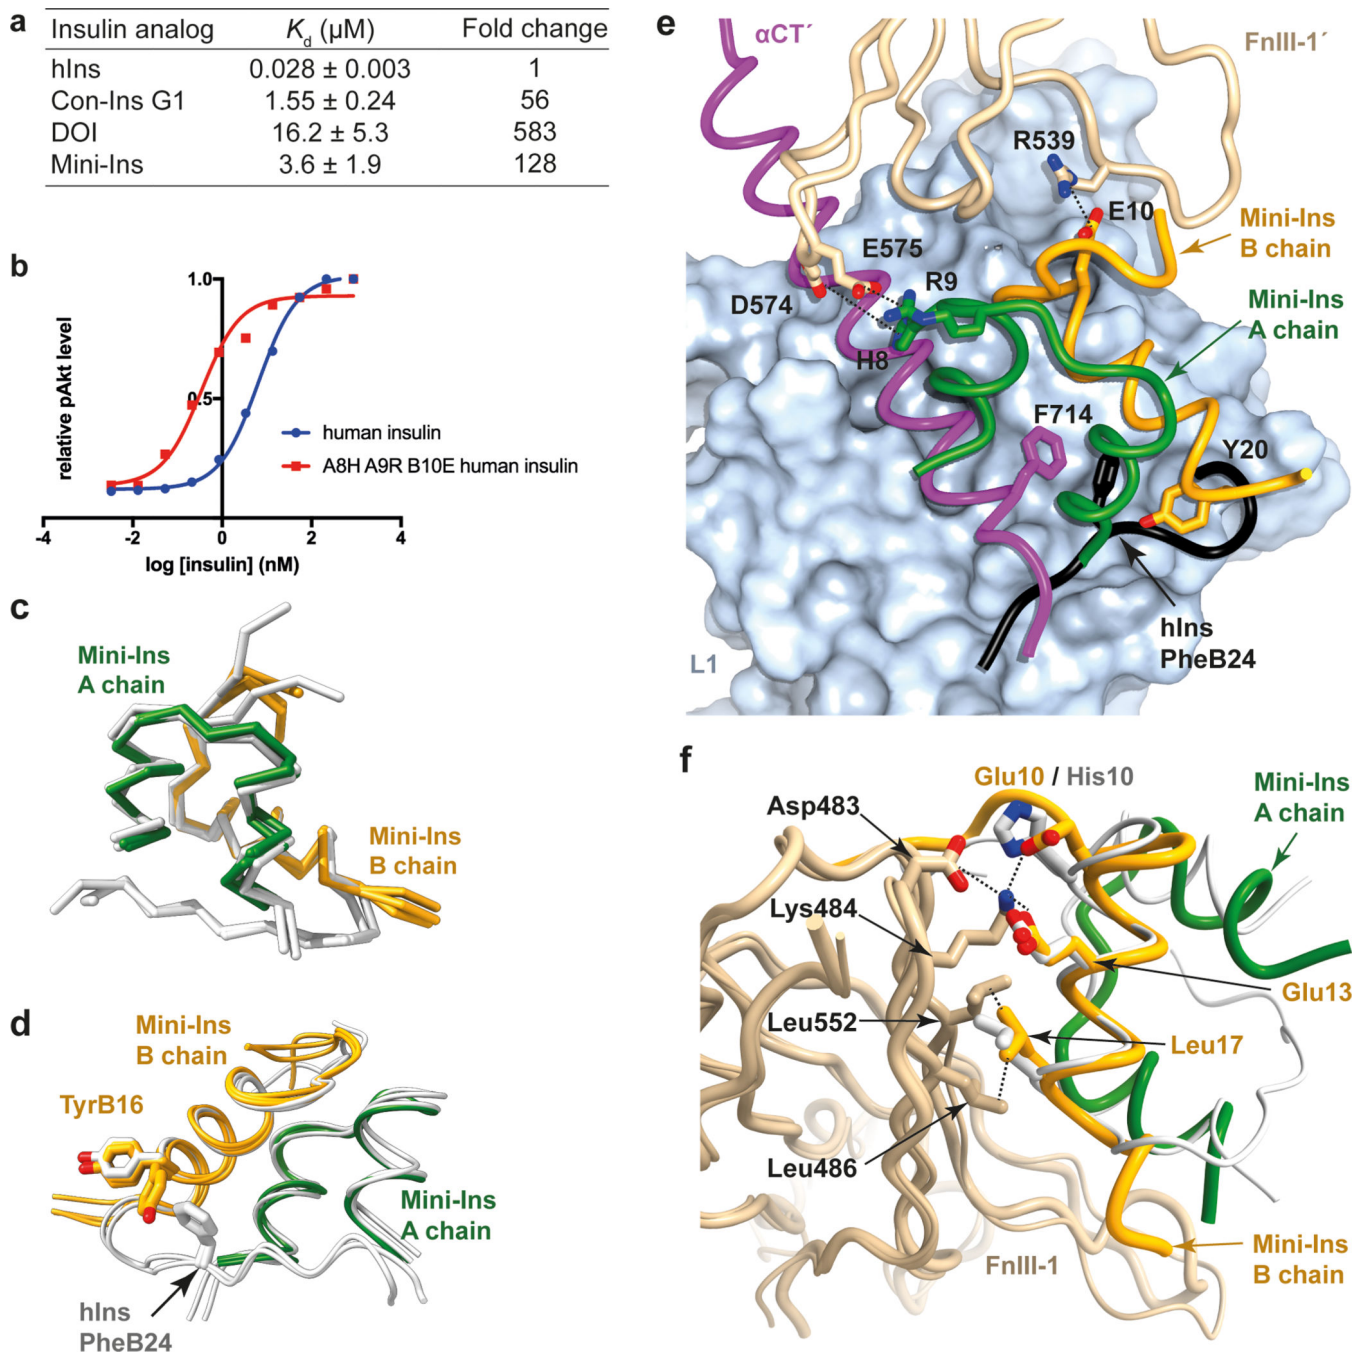 a
Insulin analog Kd (µM) Fold change
hIns 0.028 ± 0.003 1
Con-Ins G1 1.55 ± 0.24 56
DOI 16.2 ± 5.3 583
Mini-Ins 3.6 ± 1.9 128
b
1.0
0.5
relative pAkt level
human insulin
A8H A9R B10E human insulin
-4 -2 0 2 4
log [insulin] (nM)
c
Mini-Ins
A chain
Mini-Ins
B chain
d
Mini-Ins
B chain
TyrB16
Mini-Ins
A chain
hIns
PheB24
e
αCT´
FnIII-1´
R539
E10
Mini-Ins
B chain
E575
R9
D574
Mini-Ins
A chain
H8
F714
Y20
hIns
PheB24
L1
f
Glu10 / His10
Mini-Ins
A chain
Asp483
Lys484
Glu13
Leu552
Leu17
Leu486
FnIII-1
Mini-Ins
B chain